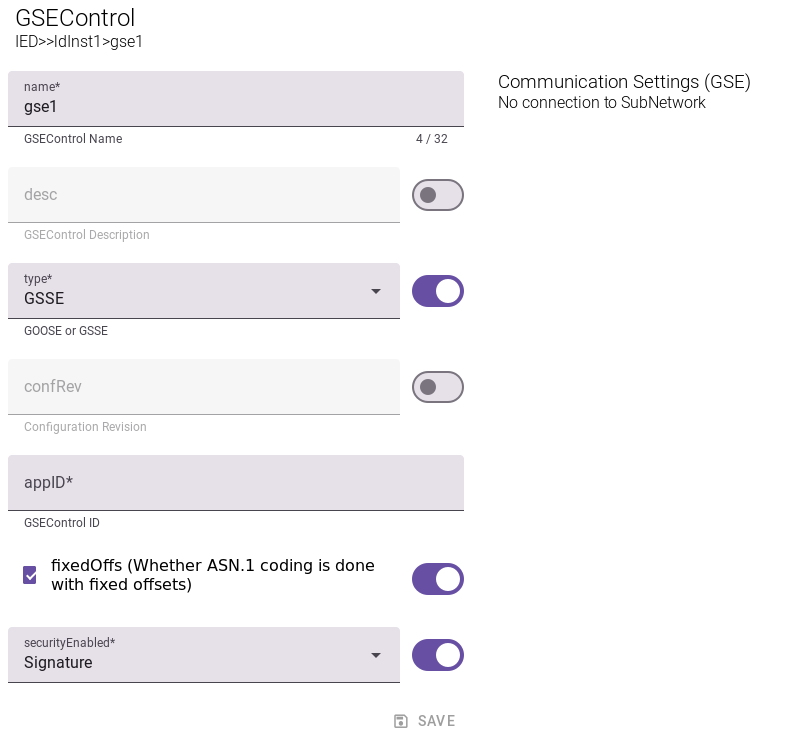 GSEControl
IED>>IdInst1>gse1
name*
gse1
GSEControl Name
4 / 32
desc
GSEControl Description
type*
GSSE
GOOSE or GSSE
confRev
Configuration Revision
appID*
GSEControl ID
fixedOffs (Whether ASN.1 coding is done
with fixed offsets)
securityEnabled*
Signature
SAVE
Communication Settings (GSE)
No connection to SubNetwork